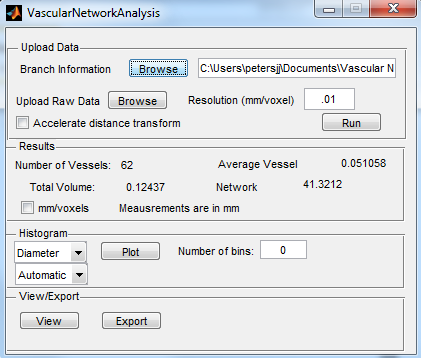 VascularNetworkAnalysis
Upload Data
Branch Information Browse C:\Users\petersjj\Documents\Vascular N
Upload Raw Data Browse Resolution (mm/voxel) .01
Accelerate distance transform Run
Results
Number of Vessels: 62 Average Vessel 0.051058
Total Volume: 0.12437 Network 41.3212
mm/voxels Meausrements are in mm
Histogram
Diameter Plot Number of bins: 0
Automatic
View/Export
View Export